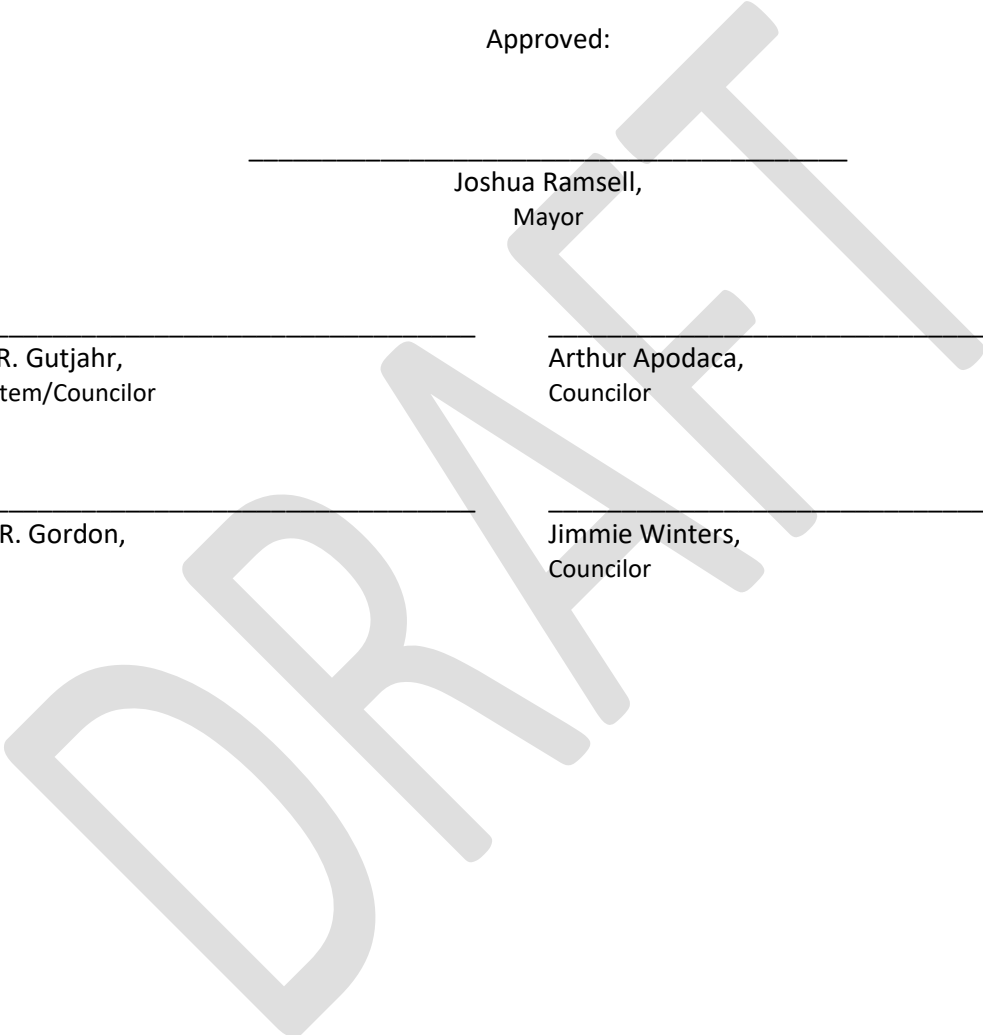 Approved:
Joshua Ramsell,
Mayor
R. Gutjahr,
tem/Councilor
Arthur Apodaca,
Councilor
R. Gordon,
Jimmie Winters,
Councilor
DRAFT